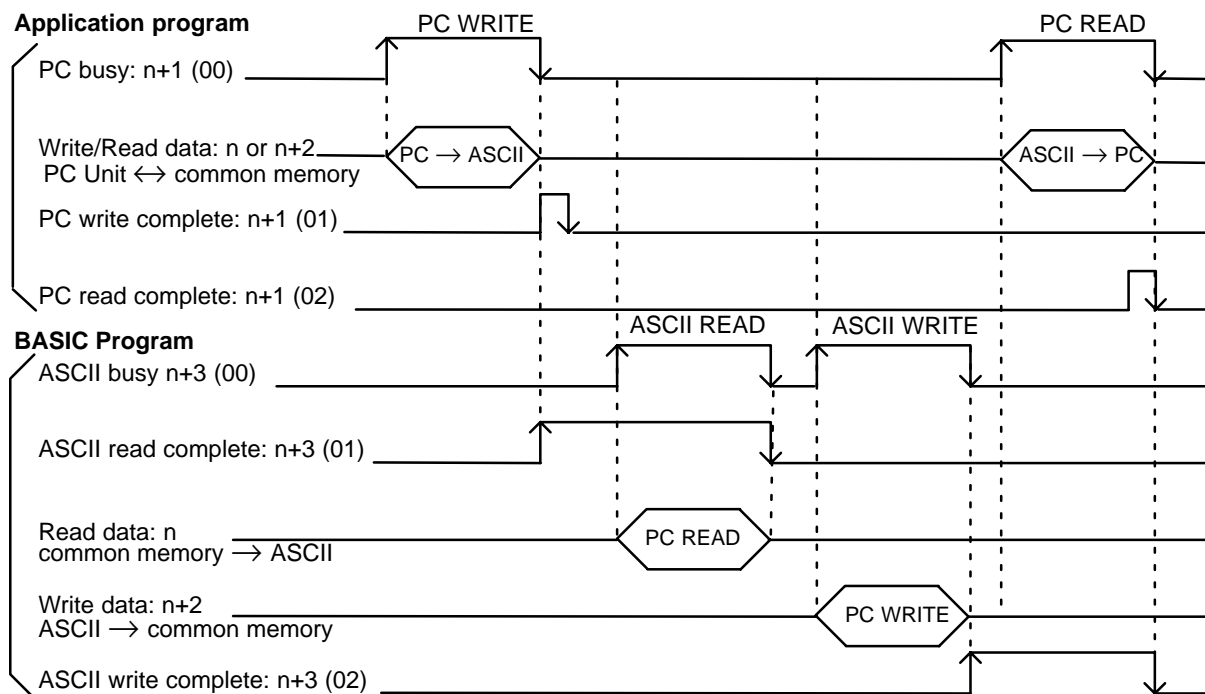 Application program
PC WRITE
PC READ
PC busy: n+1 (00)
Write/Read data: n or n+2
PC → ASCII
ASCII → PC
PC Unit ↔ common memory
PC write complete: n+1 (01)
PC read complete: n+1 (02)
BASIC Program
ASCII READ
ASCII WRITE
ASCII busy n+3 (00)
ASCII read complete: n+3 (01)
Read data: n
PC READ
common memory → ASCII
Write data: n+2
PC WRITE
ASCII → common memory
ASCII write complete: n+3 (02)